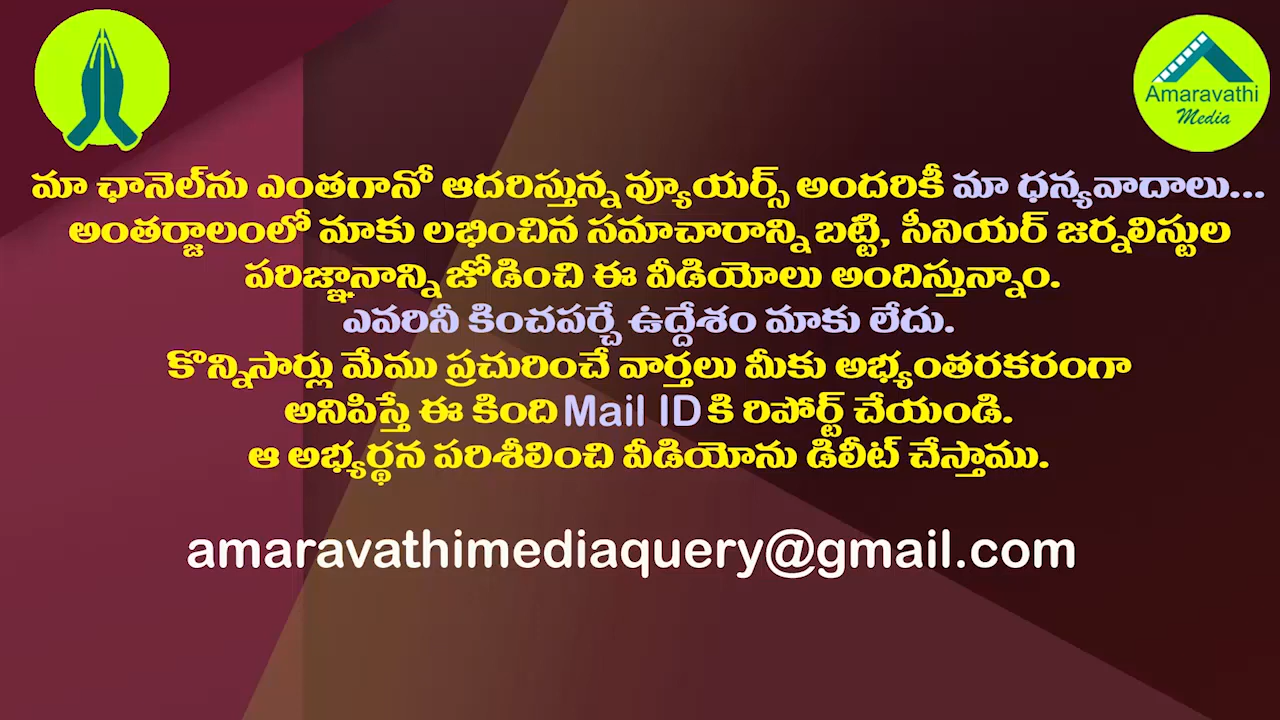 Amaravathi
Media
మా ఛానెల్‌ను ఎంతగానో ఆదరిస్తున్న వ్యూయర్స్ అందరికీ మా ధన్యవాదాలు...
అంతర్జాలంలో మాకు లభించిన సమాచారాన్ని బట్టి, సీనియర్ జర్నలిస్టుల
పరిజ్ఞానాన్ని జోడించి ఈ వీడియోలు అందిస్తున్నాం.
ఎవరినీ కించపర్చే ఉద్దేశం మాకు లేదు.
కొన్నిసార్లు మేము ప్రచురించే వార్తలు మీకు అభ్యంతరకరంగా
అనిపిస్తే ఈ కింది Mail ID కి రిపోర్ట్ చేయండి.
ఆ అభ్యర్థన పరిశీలించి వీడియోను డిలీట్ చేస్తాము.
amaravathimediaquery@gmail.com